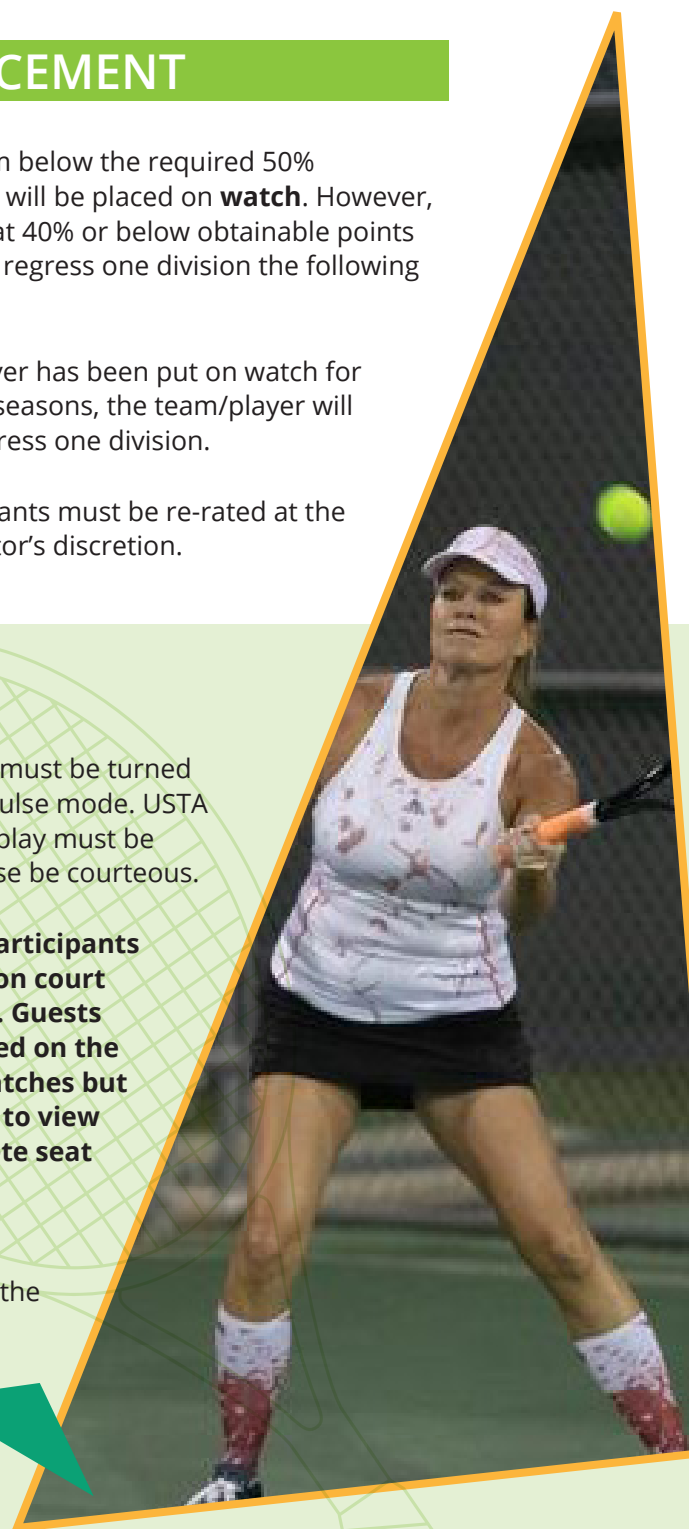 CEMENT
n below the required 50%
will be placed on watch. However,
at 40% or below obtainable points
regress one division the following
yer has been put on watch for
seasons, the team/player will
ress one division.
ants must be re-rated at the
tor’s discretion.
must be turned
ulse mode. USTA
play must be
se be courteous.
articipants
on court
. Guests
ed on the
atches but
to view
te seat
the